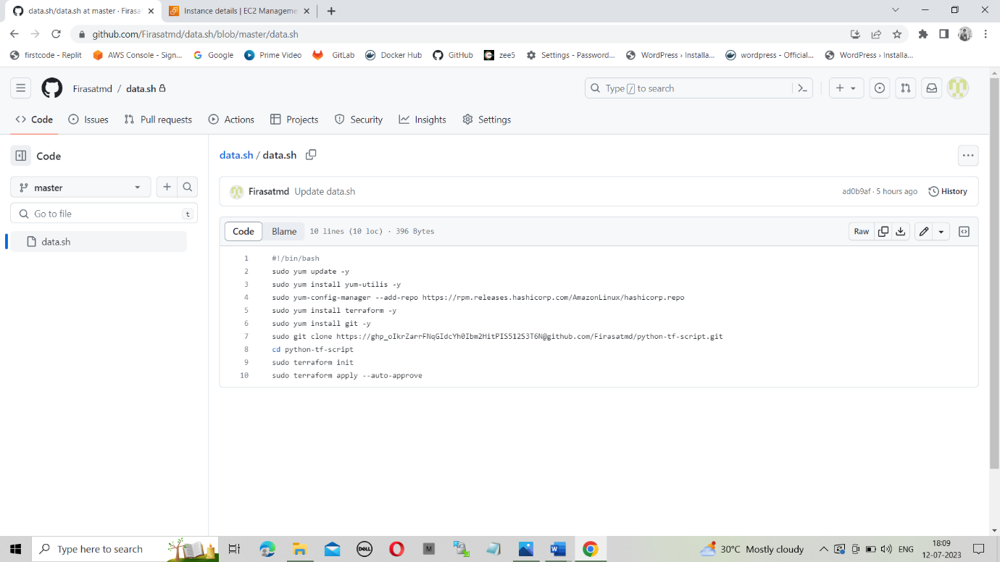 data.sh/data.sh at master · Firasat
Instance details | EC2 Manageme
github.com/Firasatmd/data.sh/blob/master/data.sh
firstcode - Replit AWS Console - Sign... Google Prime Video GitLab Docker Hub GitHub zee5 Settings - Password... WordPress › Installa... wordpress - Official... WordPress › Installa...
Firasatmd / data.sh
Type / to search
Code Issues Pull requests Actions Projects Security Insights Settings
Code
master
Go to file t
data.sh
data.sh / data.sh
Firasatmd Update data.sh
ad0b9af · 5 hours ago History
Code Blame 10 lines (10 loc) · 396 Bytes
Raw
1 #!/bin/bash
2 sudo yum update -y
3 sudo yum install yum-utilis -y
4 sudo yum-config-manager --add-repo https://rpm.releases.hashicorp.com/AmazonLinux/hashicorp.repo
5 sudo yum install terraform -y
6 sudo yum install git -y
7 sudo git clone https://@github.com/Firasatmd/python-tf-script.git
8 cd python-tf-script
9 sudo terraform init
10 sudo terraform apply --auto-approve
Type here to search
DELL
M
30°C Mostly cloudy
ENG
18:09
12-07-2023